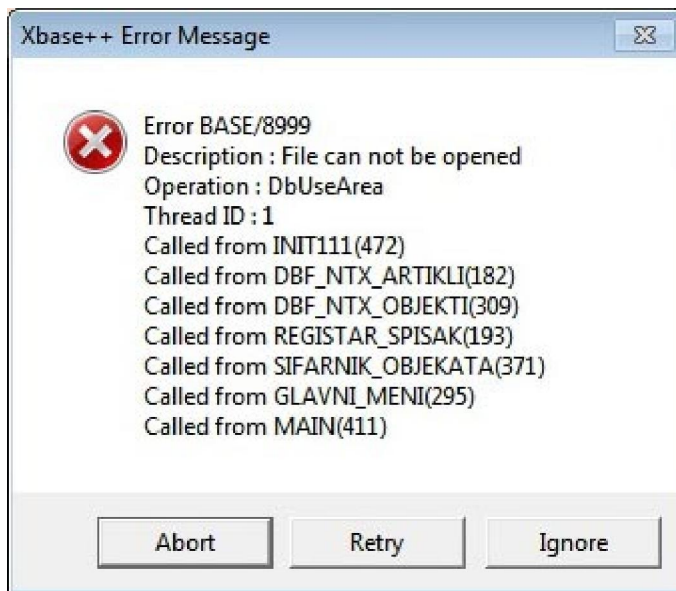 Xbase++ Error Message
Error BASE/8999
Description : File can not be opened
Operation : DbUseArea
Thread ID : 1
Called from INIT111(472)
Called from DBF_NTX_ARTIKLI(182)
Called from DBF_NTX_OBJEKTI(309)
Called from REGISTAR_SPISAK(193)
Called from SIFARNIK_OBJEKATA(371)
Called from GLAVNI_MENI(295)
Called from MAIN(411)
Abort Retry Ignore